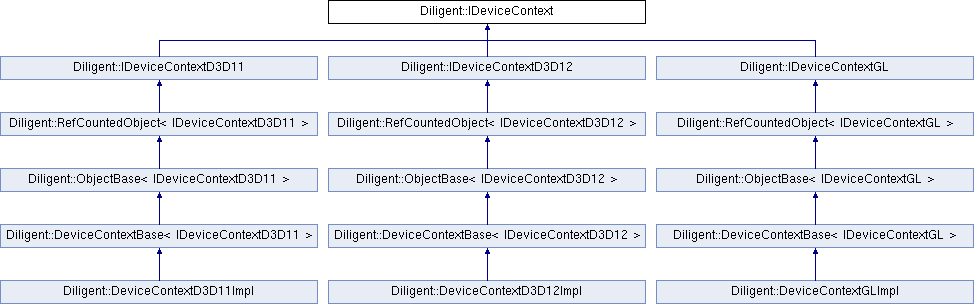 Diligent::IDeviceContext
Diligent::IDeviceContextD3D11
Diligent::IDeviceContextD3D12
Diligent::IDeviceContextGL
Diligent::RefCountedObject< IDeviceContextD3D11 >
Diligent::RefCountedObject< IDeviceContextD3D12 >
Diligent::RefCountedObject< IDeviceContextGL >
Diligent::ObjectBase< IDeviceContextD3D11 >
Diligent::ObjectBase< IDeviceContextD3D12 >
Diligent::ObjectBase< IDeviceContextGL >
Diligent::DeviceContextBase< IDeviceContextD3D11 >
Diligent::DeviceContextBase< IDeviceContextD3D12 >
Diligent::DeviceContextBase< IDeviceContextGL >
Diligent::DeviceContextD3D11Impl
Diligent::DeviceContextD3D12Impl
Diligent::DeviceContextGLImpl